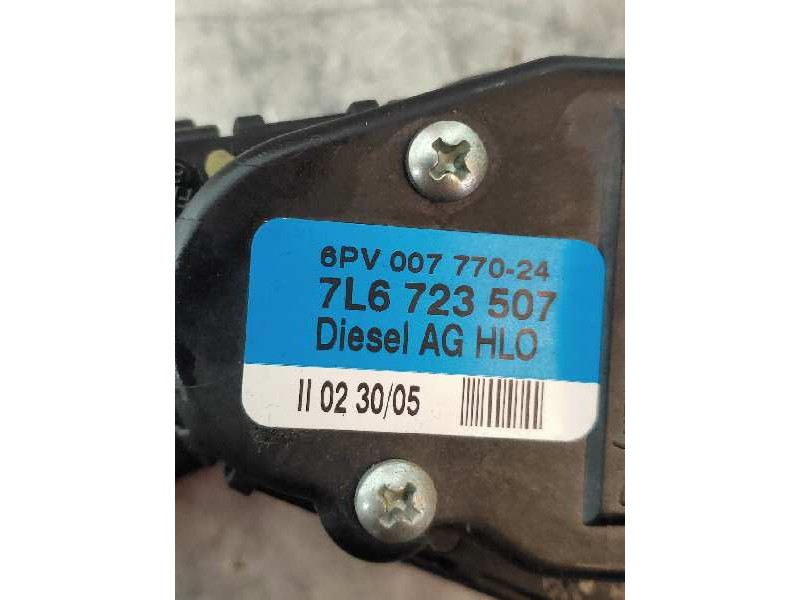 6PV 007 770-24
7L6 723 507
Diesel AG HLO
II 02 30/05